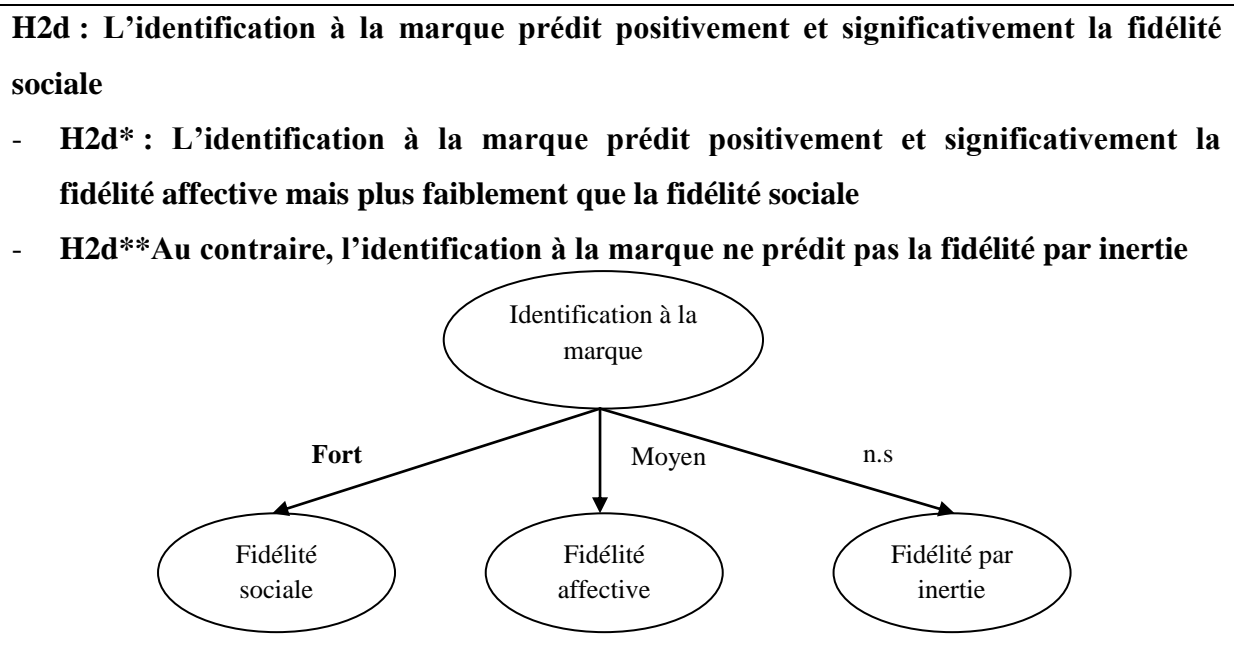 H2d : L’identification à la marque prédit positivement et significativement la fidélité
sociale
- H2d* : L’identification à la marque prédit positivement et significativement la
fidélité affective mais plus faiblement que la fidélité sociale
- H2d**Au contraire, l’identification à la marque ne prédit pas la fidélité par inertie
Identification à la
marque
Fort
Moyen
n.s
Fidélité
sociale
Fidélité
affective
Fidélité par
inertie